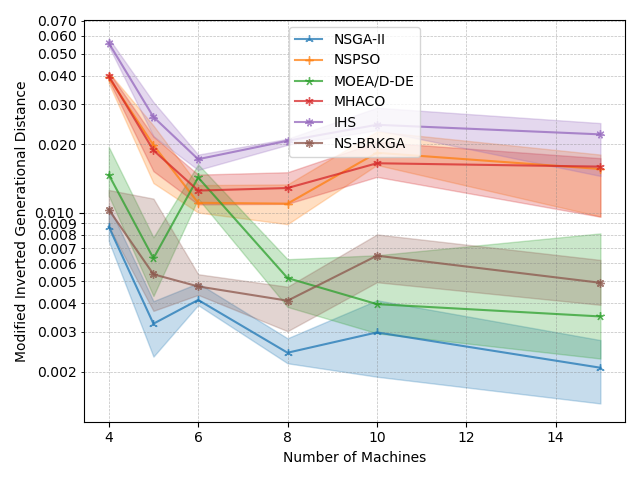 0.070
0.060
0.050
0.040
0.030
0.020
0.010
0.009
0.008
0.007
0.006
0.005
0.004
0.003
0.002
Modified Inverted Generational Distance
NSGA-II
NSPSO
MOEA/D-DE
MHACO
IHS
NS-BRKGA
4 6 8 10 12 14
Number of Machines